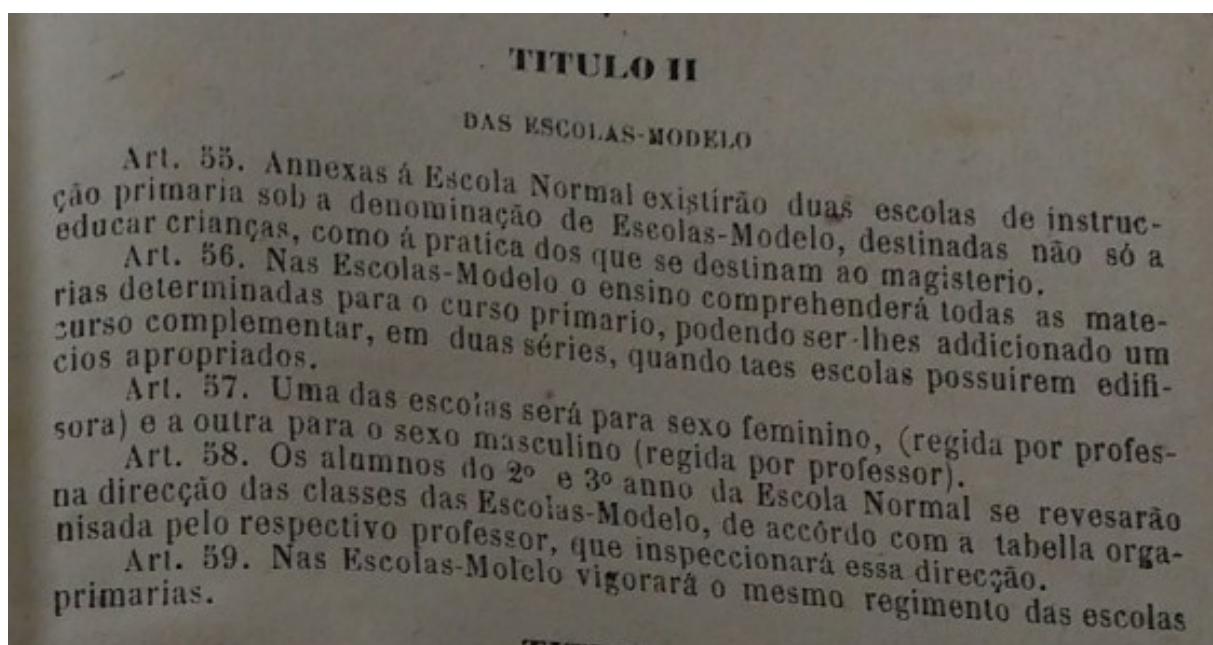 TITULO II
DAS ESCOLAS-MODELO
Art. 55. Annexas á Escola Normal existirão duas escolas de instruc-
ção primaria sob a denominação de Escolas-Modelo, destinadas não só a
educar crianças, como á pratica dos que se destinam ao magisterio.
Art. 56. Nas Escolas-Modelo o ensino comprehenderá todas as mate-
rias determinadas para o curso primario, podendo ser-lhes addicionado um
curso complementar, em duas séries, quando taes escolas possuirem edifi-
cios apropriados.
Art. 57. Uma das escolas será para sexo feminino, (regida por profes-
sora) e a outra para o sexo masculino (regida por professor).
Art. 58. Os alumnos do 2º e 3º anno da Escola Normal se revesarão
na direcção das classes das Escolas-Modelo, de accórdo com a tabella orga-
nisada pelo respectivo professor, que inspeccionará essa direcção.
Art. 59. Nas Escolas-Molelo vigorará o mesmo regimento das escolas
primarias.